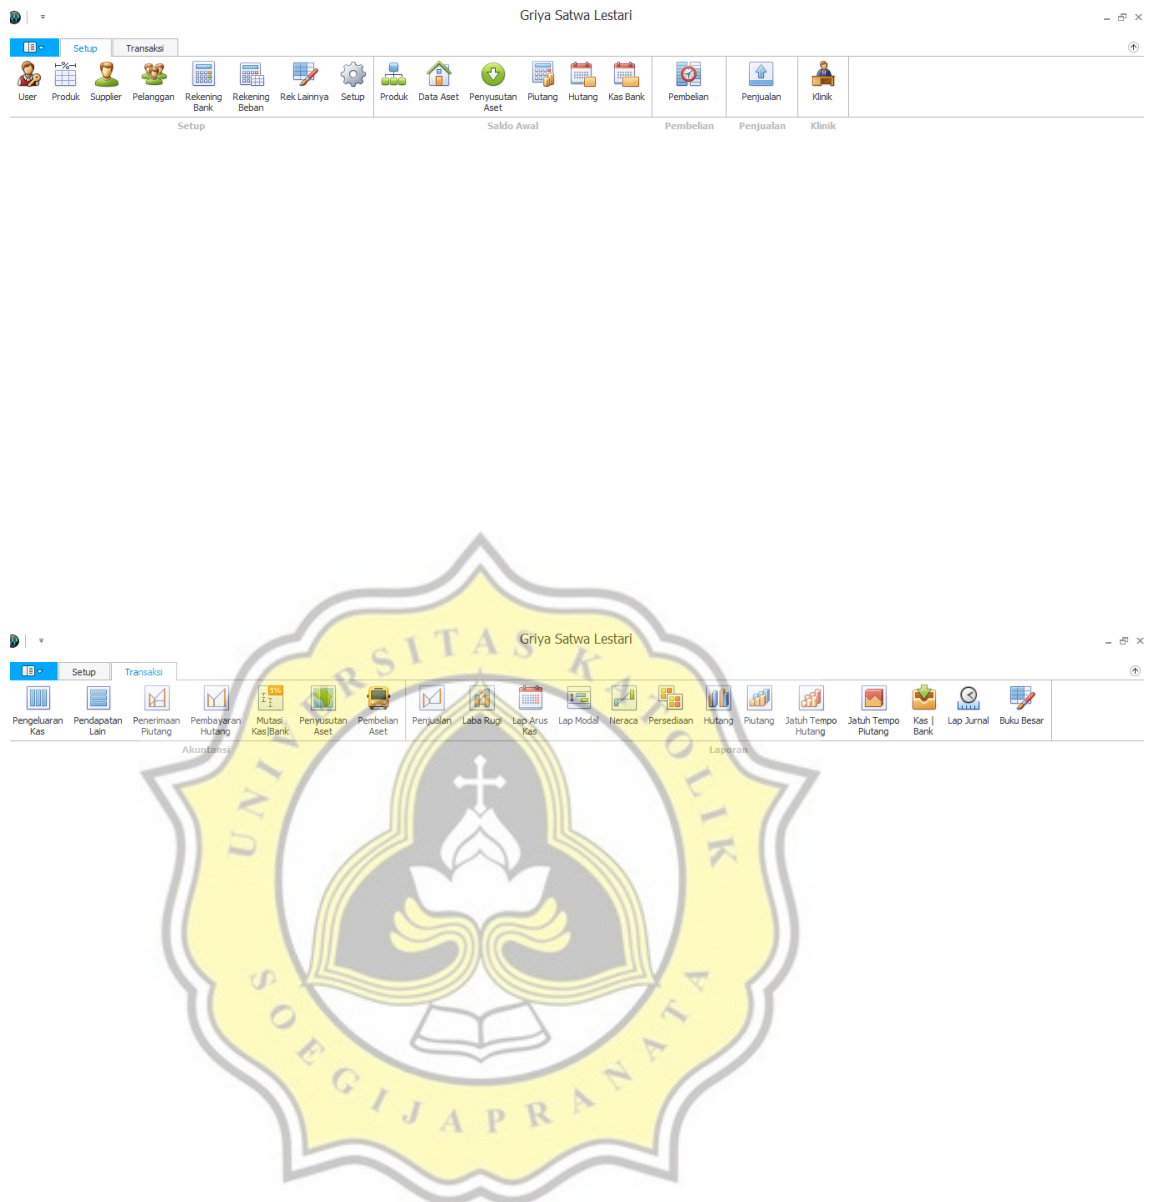 Griya Satwa Lestari
Setup Transaksi
User Produk Supplier Pelanggan Rekening Bank Rekening Beban Rek Lainnya Setup Produk Data Aset Penyusutan Aset Piutang Hutang Kas Bank Pembelian Penjualan Klinik
Setup Saldo Awal Pembelian Penjualan Klinik
Griya Satwa Lestari
Setup Transaksi
Pengeluaran Kas Pendapatan Lain Penerimaan Piutang Pembayaran Hutang Mutasi Kas|Bank Penyusutan Aset Pembelian Aset Penjualan Laba Rugi Lap Arus Kas Lap Modal Neraca Persediaan Hutang Piutang Jatuh Tempo Hutang Jatuh Tempo Piutang Kas | Bank Lap Jurnal Buku Besar
Akuntansi Laporan
UNIVERSITAS KATOLIK
SOEGIJAPRANATA